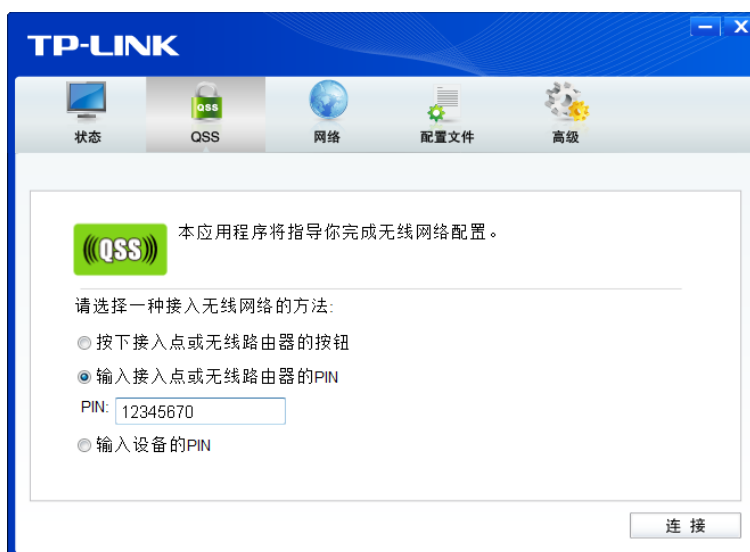 TP-LINK
状态
QSS
QSS
网络
配置文件
高级
QSS
本应用程序将指导你完成无线网络配置。
请选择一种接入无线网络的方法:
按下接入点或无线路由器的按钮
输入接入点或无线路由器的PIN
PIN: 12345670
输入设备的PIN
连 接